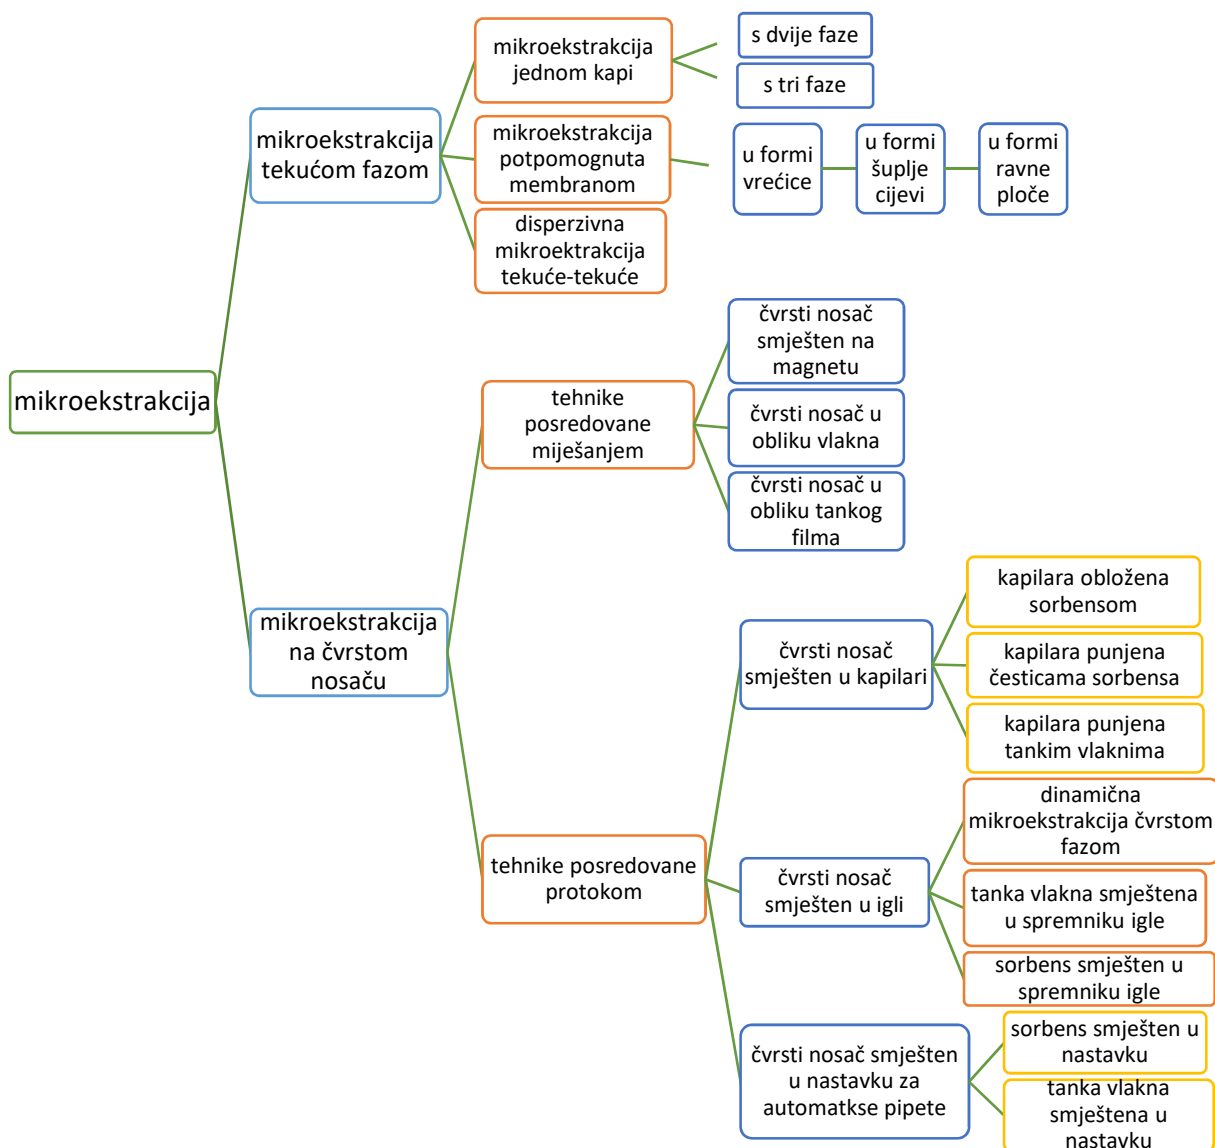 mikroekstrakcija
mikroekstrakcija
tekućom fazom
mikroekstrakcija
jednom kapi
s dvije faze
s tri faze
mikroekstrakcija
potpomognuta
membranom
u formi
vrećice
u formi
šuplje
cijevi
u formi
ravne
ploče
disperzivna
mikroektrakcija
tekuće-tekuće
mikroekstrakcija
na čvrstom
nosaču
tehnike
posredovane
miješanjem
čvrsti nosač
smješten na
magnetu
čvrsti nosač u
obliku vlakna
čvrsti nosač u
obliku tankog
filma
tehnike posredovane
protokom
čvrsti nosač
smješten u kapilari
kapilara obložena
sorbensom
kapilara punjena
česticama sorbensa
kapilara punjena
tankim vlaknima
čvrsti nosač
smješten u igli
dinamična
mikroekstrakcija čvrstom
fazom
tanka vlakna smještena
u spremniku igle
sorbens smješten u
spremniku igle
čvrsti nosač smješten
u nastavku za
automatkse pipete
sorbens smješten u
nastavku
tanka vlakna
smještena u
nastavku